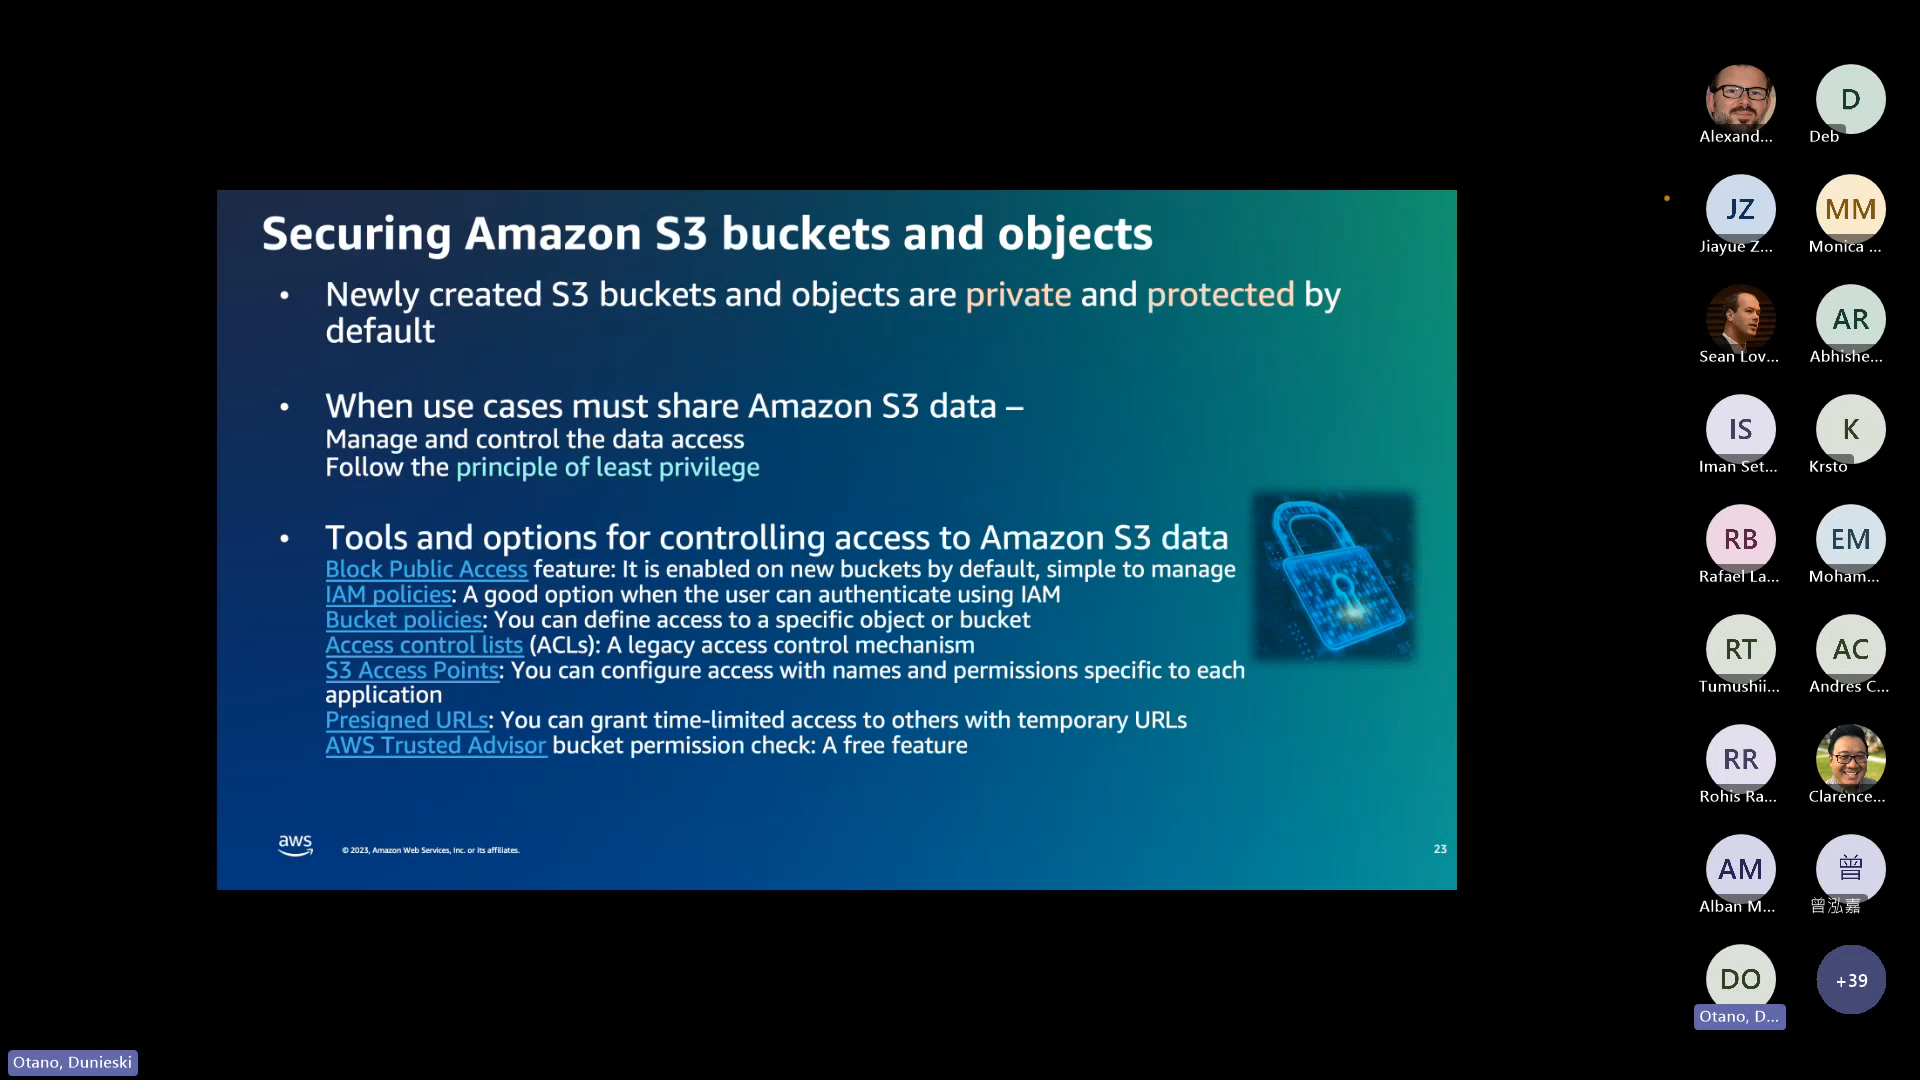 Securing Amazon S3 buckets and objects
• Newly created S3 buckets and objects are private and protected by
default
• When use cases must share Amazon S3 data –
Manage and control the data access
Follow the principle of least privilege
• Tools and options for controlling access to Amazon S3 data
Block Public Access feature: It is enabled on new buckets by default, simple to manage
IAM policies: A good option when the user can authenticate using IAM
Bucket policies: You can define access to a specific object or bucket
Access control lists (ACLs): A legacy access control mechanism
S3 Access Points: You can configure access with names and permissions specific to each
application
Presigned URLs: You can grant time-limited access to others with temporary URLs
AWS Trusted Advisor bucket permission check: A free feature
aws
© 2023, Amazon Web Services, Inc. or its affiliates.
23
Alexand...
D
Deb
JZ
Jiayue Z...
MM
Monica ...
Sean Lov...
AR
Abhishe...
IS
Iman Set...
K
Krsto
RB
Rafael La...
EM
Moham...
RT
Tumushii...
AC
Andres C...
RR
Rohis Ra...
Clarence...
AM
Alban M...
曾
曾泓嘉
DO
Otano, D...
+39
Otano, Dunieski